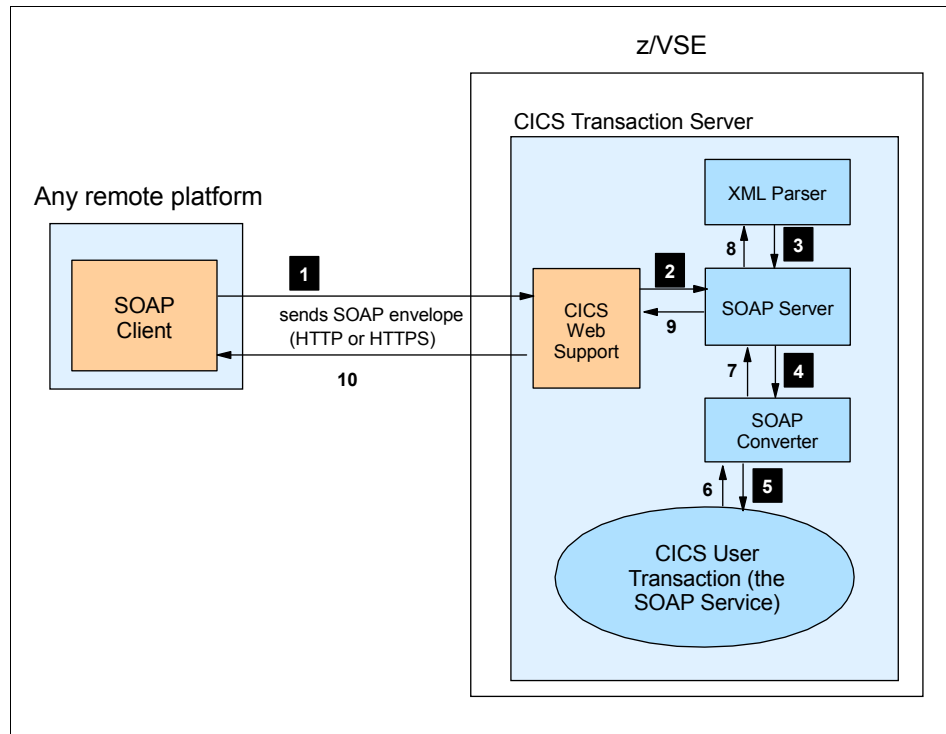 z/VSE
CICS Transaction Server
Any remote platform
XML Parser
8
3
1
2
SOAP
Client
sends SOAP envelope
(HTTP or HTTPS)
CICS
Web
Support
SOAP Server
9
10
7
4
SOAP
Converter
6
5
CICS User
Transaction (the
SOAP Service)